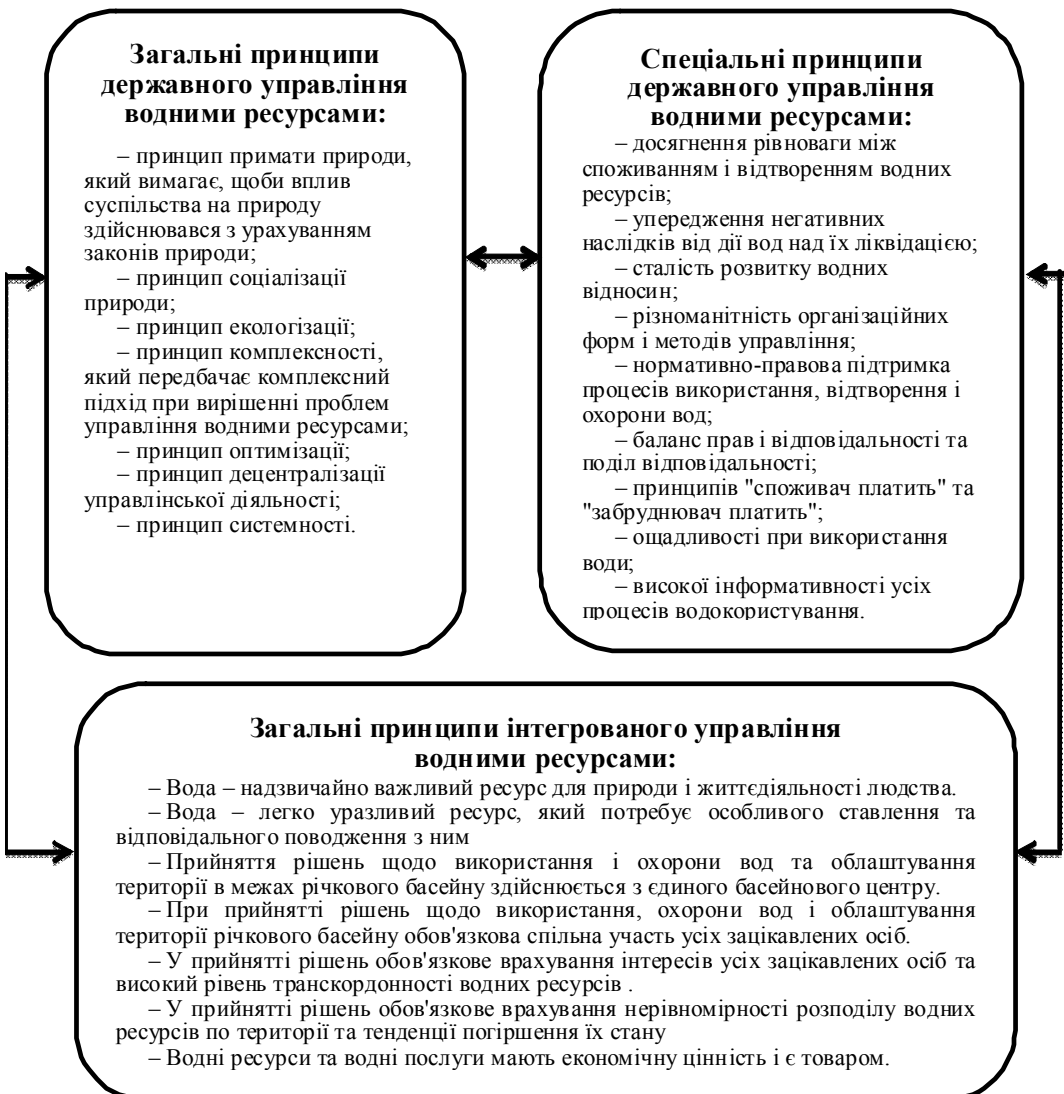 Загальні принципи
державного управління
водними ресурсами:
– принцип примати природи,
який вимагає, щоби вплив
суспільства на природу
здійснювався з урахуванням
законів природи;
– принцип соціалізації
природи;
– принцип екологізації;
– принцип комплексності,
який передбачає комплексний
підхід при вирішенні проблем
управління водними ресурсами;
– принцип оптимізації;
– принцип децентралізації
управлінської діяльності;
– принцип системності.
Спеціальні принципи
державного управління
водними ресурсами:
– досягнення рівноваги між
споживанням і відтворенням водних
ресурсів;
– упередження негативних
наслідків від дії вод над їх ліквідацією;
– сталість розвитку водних
відносин;
– різноманітність організаційних
форм і методів управління;
– нормативно-правова підтримка
процесів використання, відтворення і
охорони вод;
– баланс прав і відповідальності та
поділ відповідальності;
– принципів "споживач платить" та
"забруднювач платить";
– ощадливості при використання
води;
– високої інформативності усіх
процесів водокористування.
Загальні принципи інтегрованого управління
водними ресурсами:
– Вода – надзвичайно важливий ресурс для природи і життєдіяльності людства.
– Вода – легко уразливий ресурс, який потребує особливого ставлення та
відповідального поводження з ним
– Прийняття рішень щодо використання і охорони вод та облаштування
території в межах річкового басейну здійснюється з єдиного басейнового центру.
– При прийнятті рішень щодо використання, охорони вод і облаштування
території річкового басейну обов'язкова спільна участь усіх зацікавлених осіб.
– У прийнятті рішень обов'язкове врахування інтересів усіх зацікавлених осіб та
високий рівень транскордонності водних ресурсів .
– У прийнятті рішень обов'язкове врахування нерівномірності розподілу водних
ресурсів по території та тенденції погіршення їх стану
– Водні ресурси та водні послуги мають економічну цінність і є товаром.